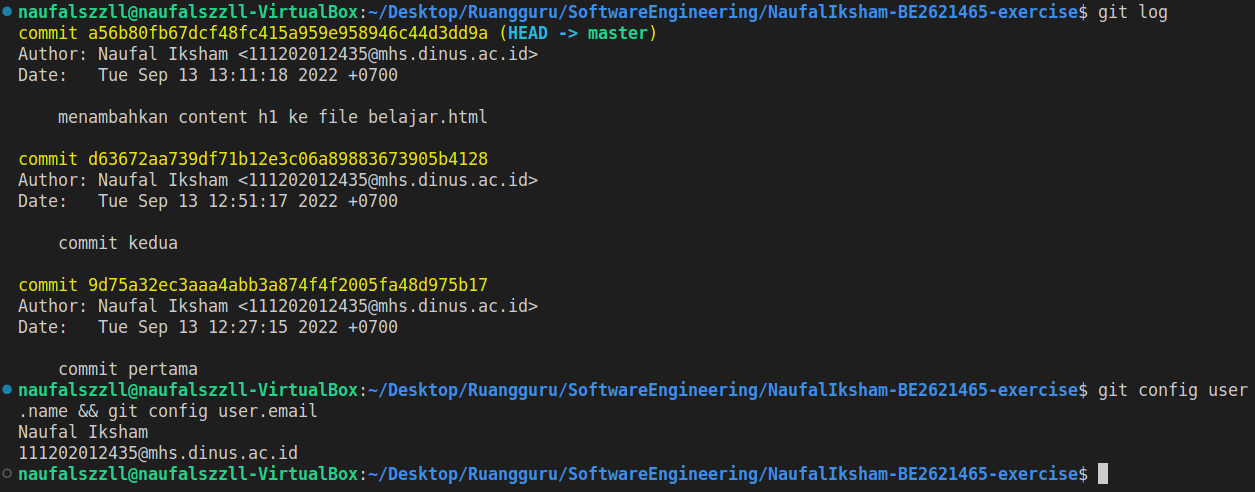 naufalszzll@naufalszzll-VirtualBox:~/Desktop/Ruangguru/SoftwareEngineering/NaufalIksham-BE2621465-exercise$ git log
commit a56b80fb67dcf48fc415a959e958946c44d3dd9a (HEAD -> master)
Author: Naufal Iksham <111202012435@mhs.dinus.ac.id>
Date:   Tue Sep 13 13:11:18 2022 +0700
    menambahkan content h1 ke file belajar.html
commit d63672aa739df71b12e3c06a89883673905b4128
Author: Naufal Iksham <111202012435@mhs.dinus.ac.id>
Date:   Tue Sep 13 12:51:17 2022 +0700
    commit kedua
commit 9d75a32ec3aaa4abb3a874f4f2005fa48d975b17
Author: Naufal Iksham <111202012435@mhs.dinus.ac.id>
Date:   Tue Sep 13 12:27:15 2022 +0700
    commit pertama
naufalszzll@naufalszzll-VirtualBox:~/Desktop/Ruangguru/SoftwareEngineering/NaufalIksham-BE2621465-exercise$ git config user
.name && git config user.email
Naufal Iksham
111202012435@mhs.dinus.ac.id
naufalszzll@naufalszzll-VirtualBox:~/Desktop/Ruangguru/SoftwareEngineering/NaufalIksham-BE2621465-exercise$